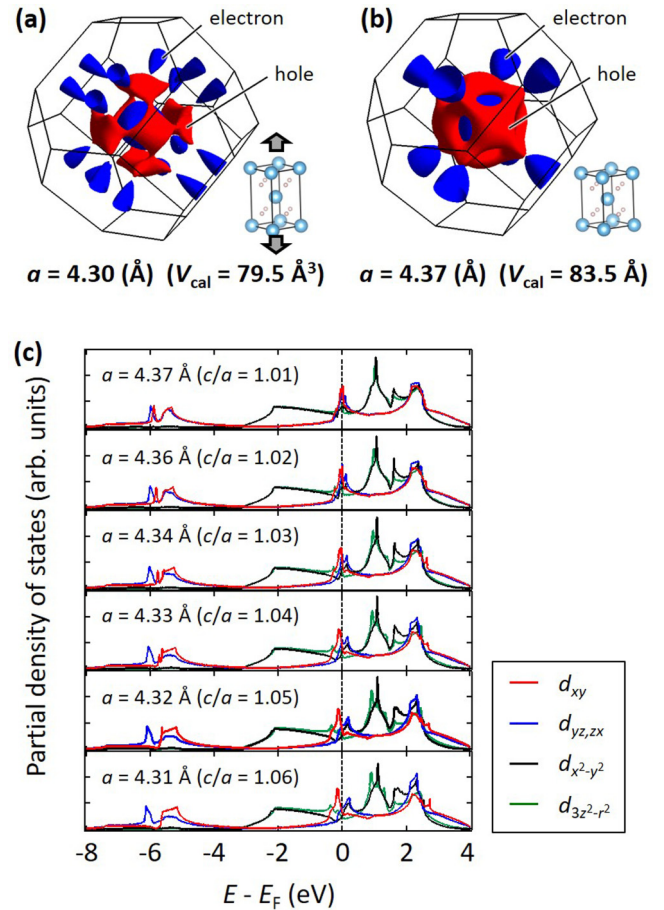 (a)
electron
hole
a = 4.30 (Å) (Vcal = 79.5 Å³)
(b)
electron
hole
a = 4.37 (Å) (Vcal = 83.5 Å)
(c)
Partial density of states (arb. units)
a = 4.37 Å (c/a = 1.01)
a = 4.36 Å (c/a = 1.02)
a = 4.34 Å (c/a = 1.03)
a = 4.33 Å (c/a = 1.04)
a = 4.32 Å (c/a = 1.05)
a = 4.31 Å (c/a = 1.06)
-8 -6 -4 -2 0 2 4
E - EF (eV)
dxy
dyz,zx
dx²-y²
d3z²-r²